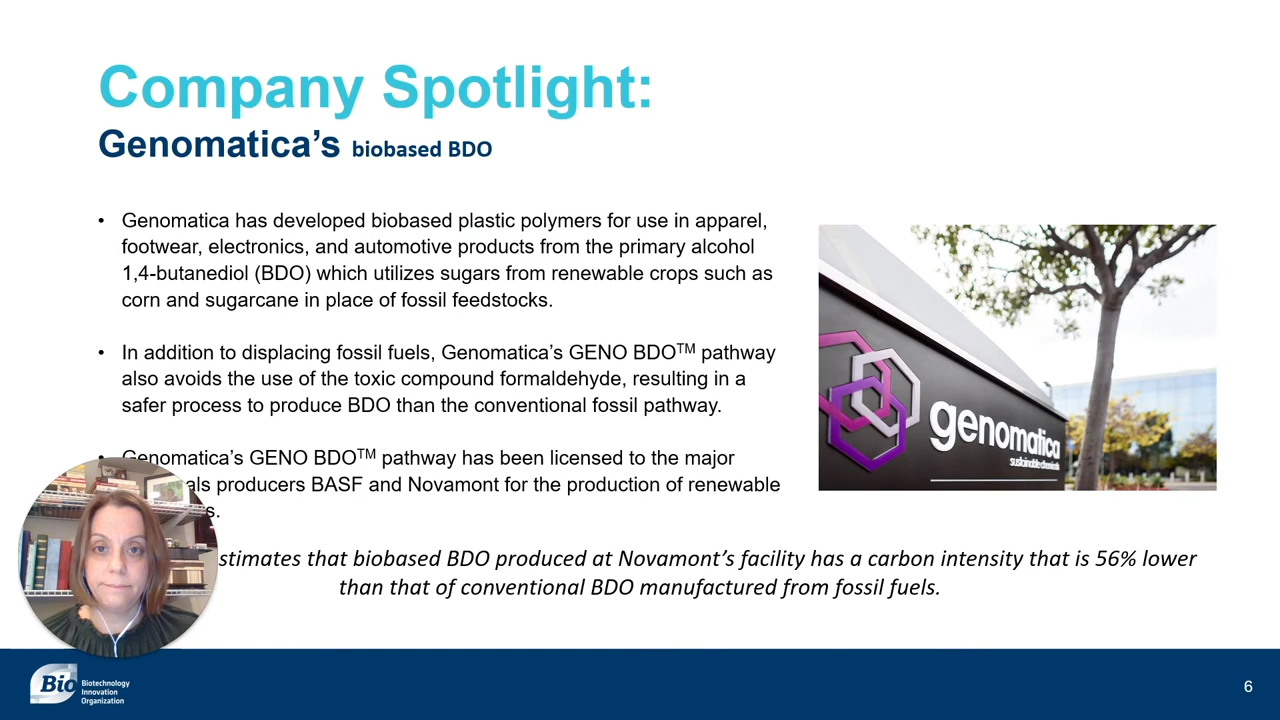 Company Spotlight:
Genomatica’s biobased BDO
• Genomatica has developed biobased plastic polymers for use in apparel,
footwear, electronics, and automotive products from the primary alcohol
1,4-butanediol (BDO) which utilizes sugars from renewable crops such as
corn and sugarcane in place of fossil feedstocks.
• In addition to displacing fossil fuels, Genomatica’s GENO BDO™ pathway
also avoids the use of the toxic compound formaldehyde, resulting in a
safer process to produce BDO than the conventional fossil pathway.
• Genomatica’s GENO BDO™ pathway has been licensed to the major
producers BASF and Novamont for the production of renewable
that biobased BDO produced at Novamont’s facility has a carbon intensity that is 56% lower
than that of conventional BDO manufactured from fossil fuels.
genomatica
sustainable chemicals
Bio Biotechnology
Innovation
Organization
6